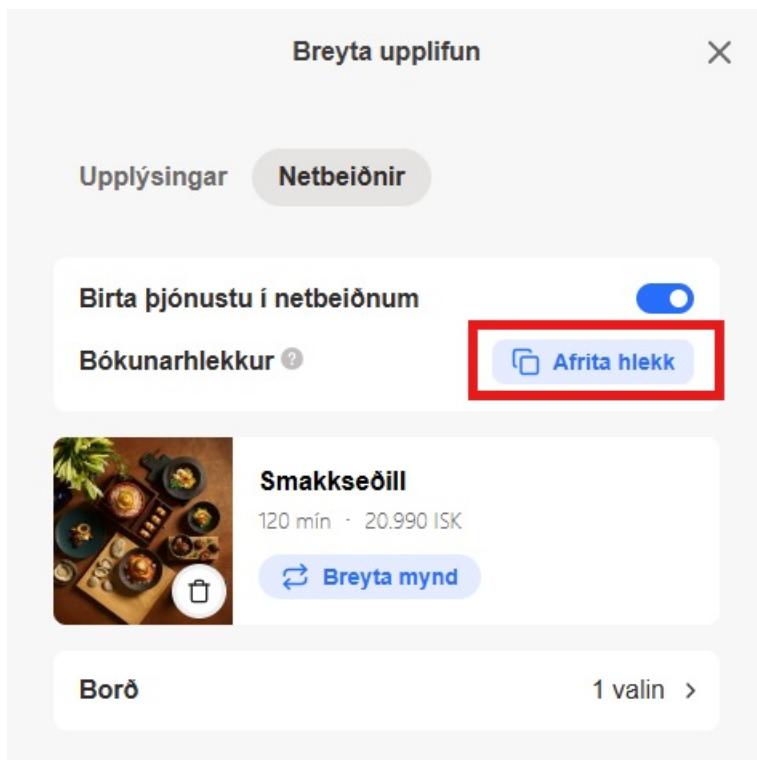 Breyta upplifun
Upplýsingar
Netbeiðnir
Birta þjónustu í netbeiðnum
Bókunarhlekkur ?
Afrita hlekk
Smakkseðill
120 mín · 20.990 ISK
Breyta mynd
Borð
1 valin